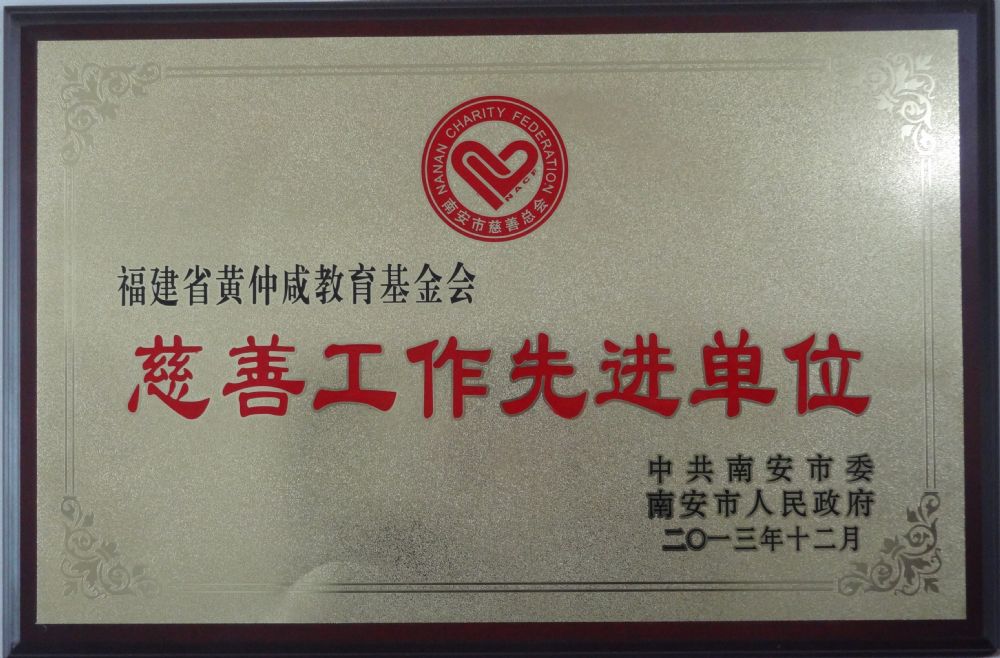 NANAN CHARITY FEDERATION
NACF
南安市慈善总会
福建省黄仲咸教育基金会
慈善工作先进单位
中共南安市委
南安市人民政府
二〇一三年十二月